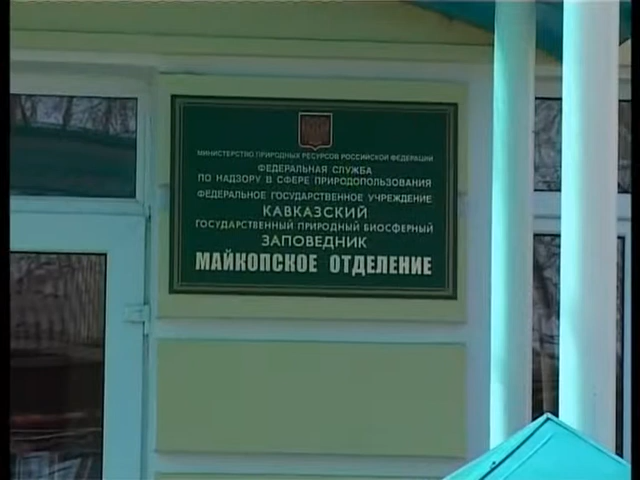 МИНИСТЕРСТВО ПРИРОДНЫХ РЕСУРСОВ РОССИЙСКОЙ ФЕДЕРАЦИИ
ФЕДЕРАЛЬНАЯ СЛУЖБА
ПО НАДЗОРУ В СФЕРЕ ПРИРОДОПОЛЬЗОВАНИЯ
ФЕДЕРАЛЬНОЕ ГОСУДАРСТВЕННОЕ УЧРЕЖДЕНИЕ
КАВКАЗСКИЙ
ГОСУДАРСТВЕННЫЙ ПРИРОДНЫЙ БИОСФЕРНЫЙ
ЗАПОВЕДНИК
МАЙКОПСКОЕ ОТДЕЛЕНИЕ